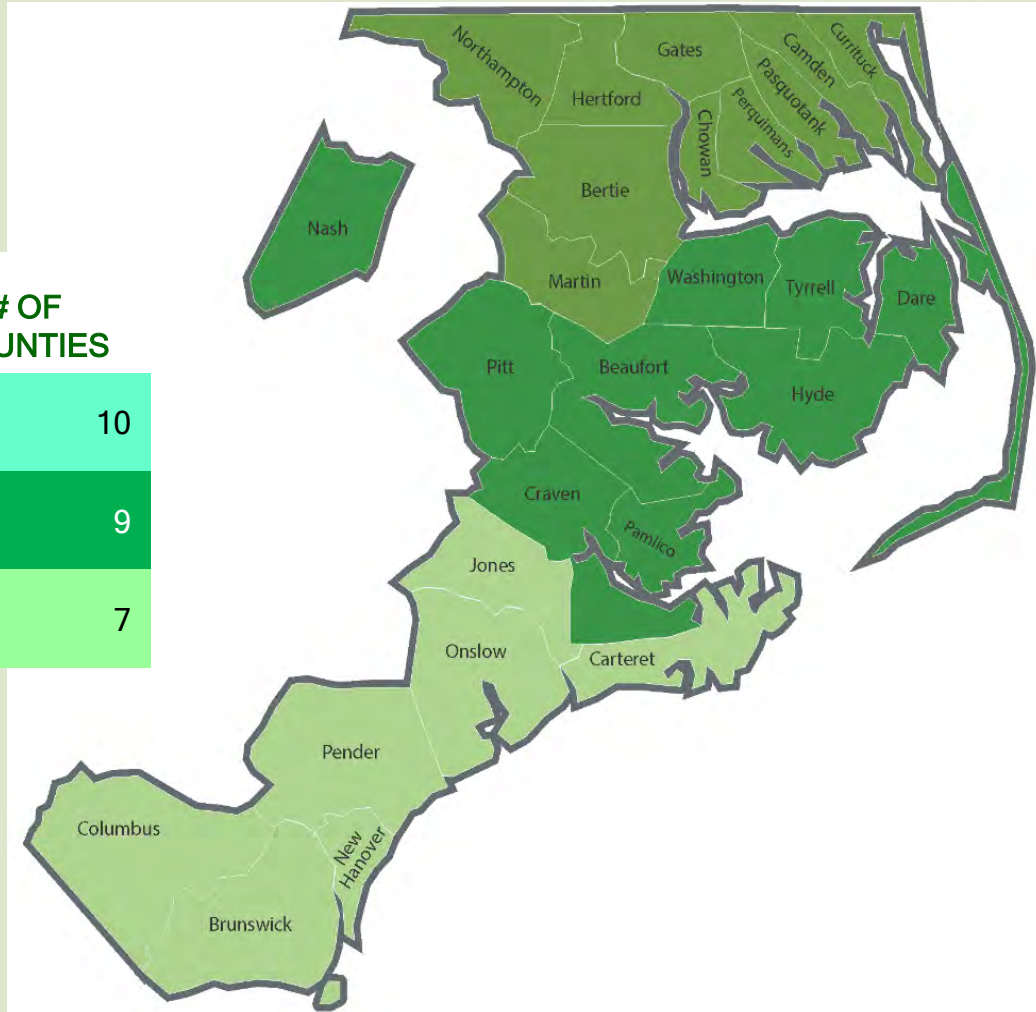 Northampton
Hertford
Gates
Chowan
Perquimans
Pasquotank
Camden
Currituck
Nash
Bertie
Martin
Washington
Tyrrell
Dare
# OF
UNTIES
10
9
7
Pitt
Beaufort
Hyde
Craven
Pamlico
Jones
Onslow
Carteret
Pender
Columbus
New
Hanover
Brunswick